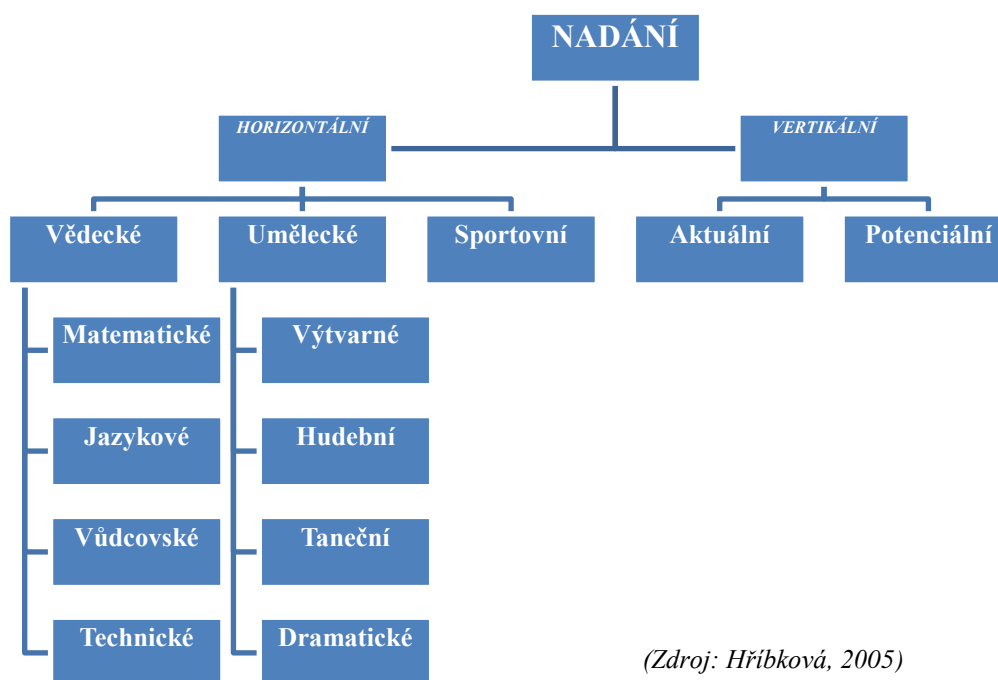 NADÁNÍ
HORIZONTÁLNÍ
VERTIKÁLNÍ
Vědecké
Umělecké
Sportovní
Aktuální
Potenciální
Matematické
Výtvarné
Jazykové
Hudební
Vůdcovské
Taneční
Technické
Dramatické
(Zdroj: Hříbková, 2005)